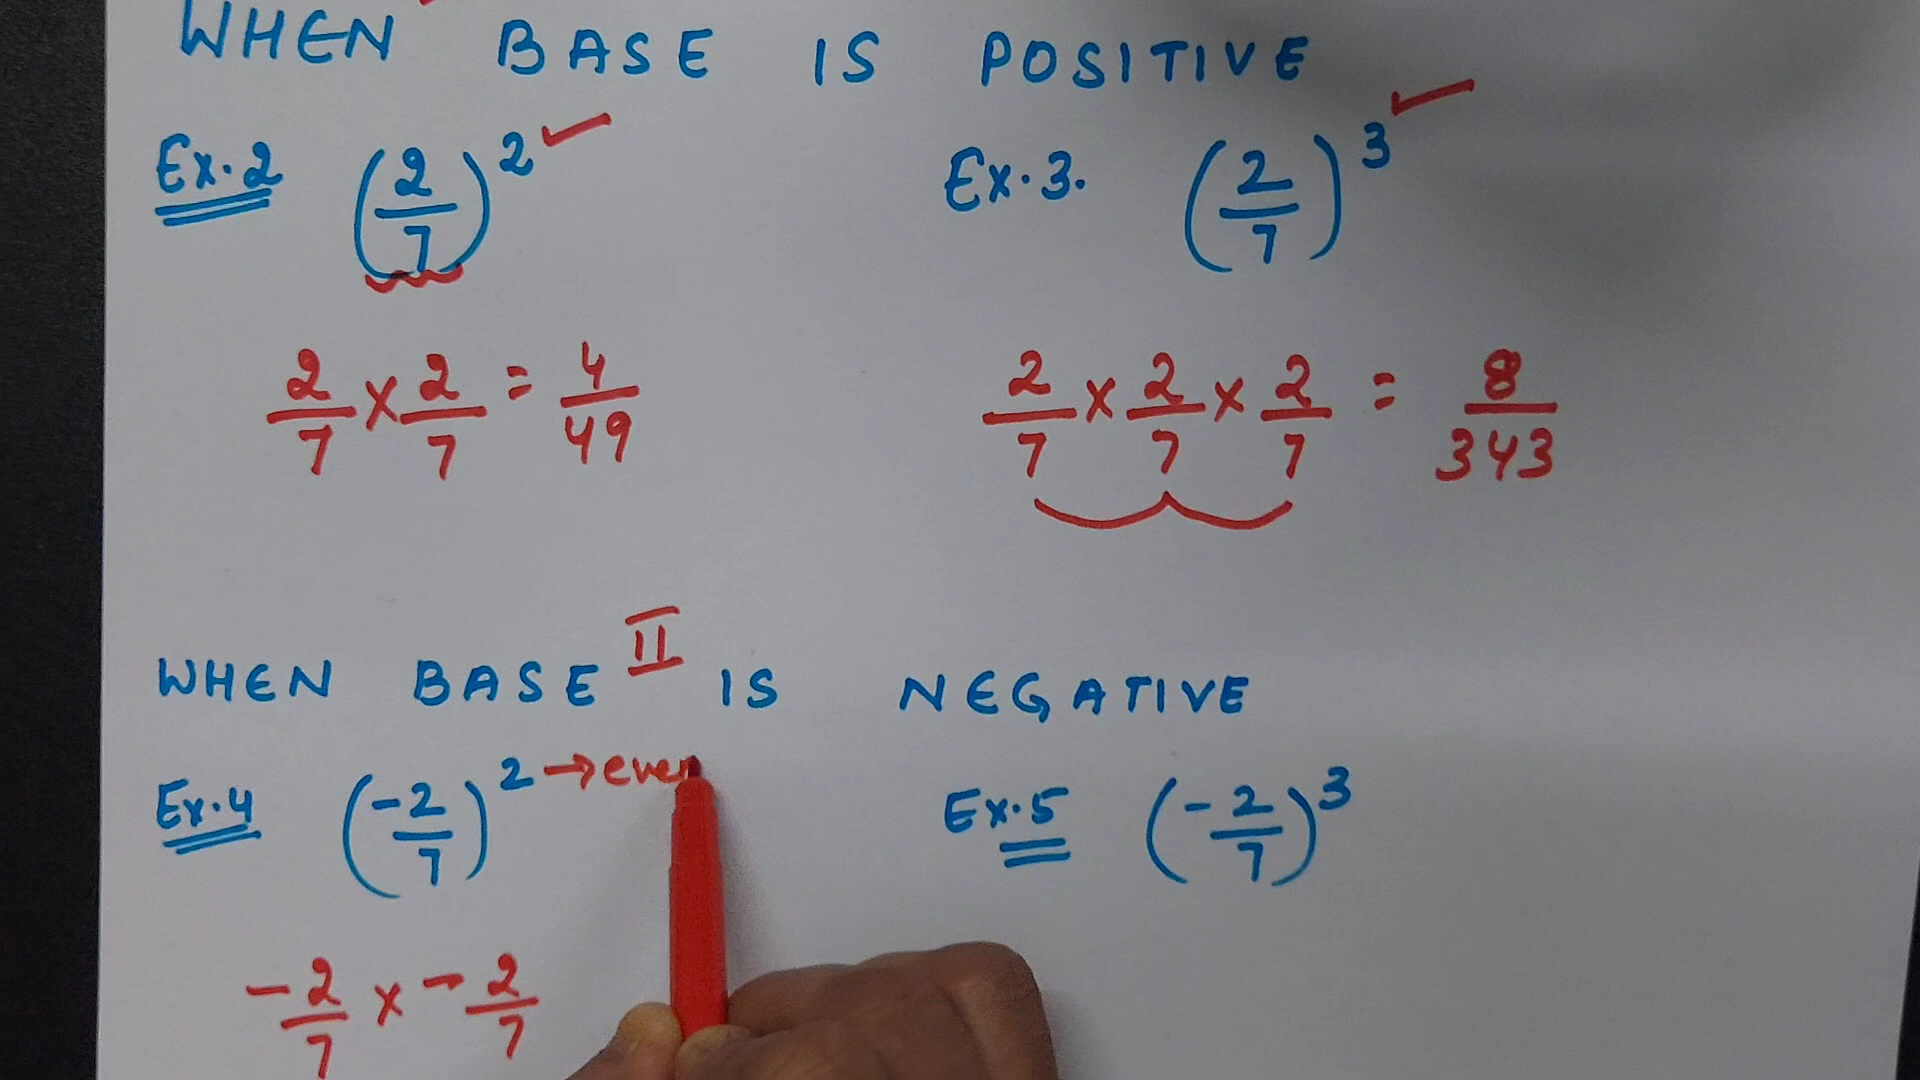 WHEN BASE IS POSITIVE
Ex.2 (2/7)² ✓ Ex.3. (2/7)³ ✓
2/7 × 2/7 = 4/49 2/7 × 2/7 × 2/7 = 8/343
WHEN BASE II IS NEGATIVE
Ex.4 (-2/7)² → even Ex.5 (-2/7)³
-2/7 × -2/7